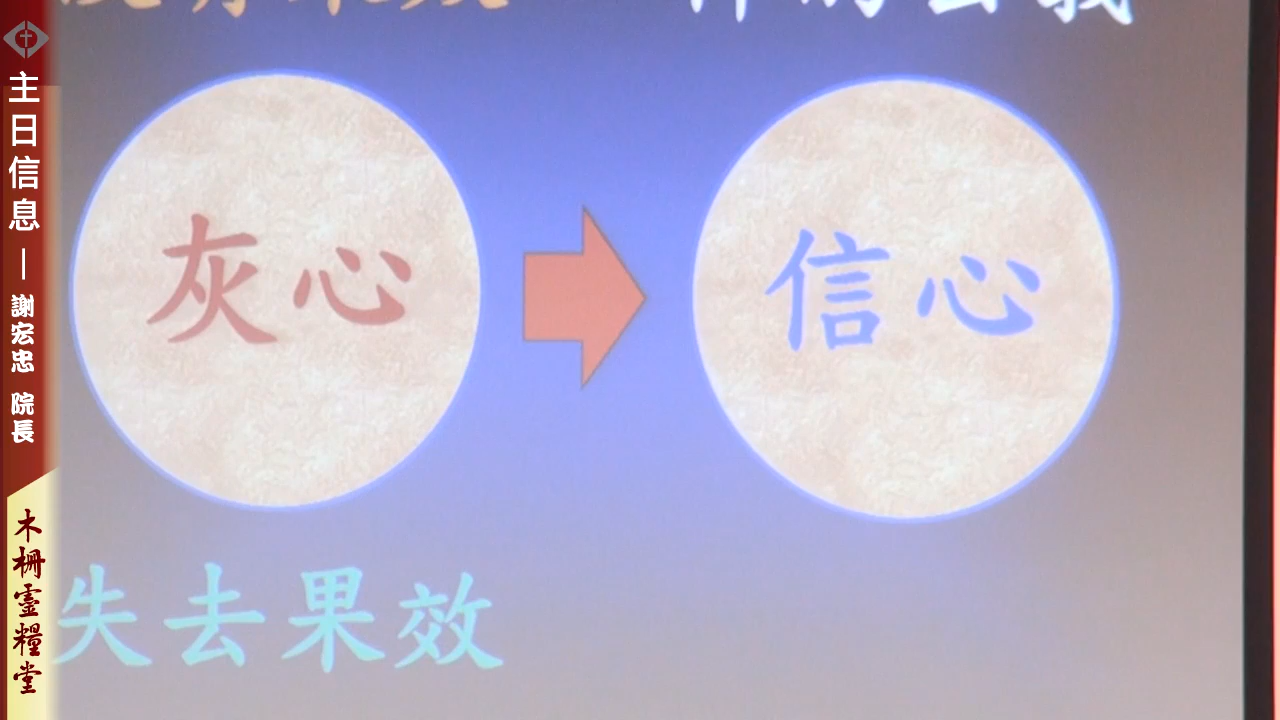 主日信息 — 謝宏忠 院長
木柵靈糧堂
灰心
信心
失去果效